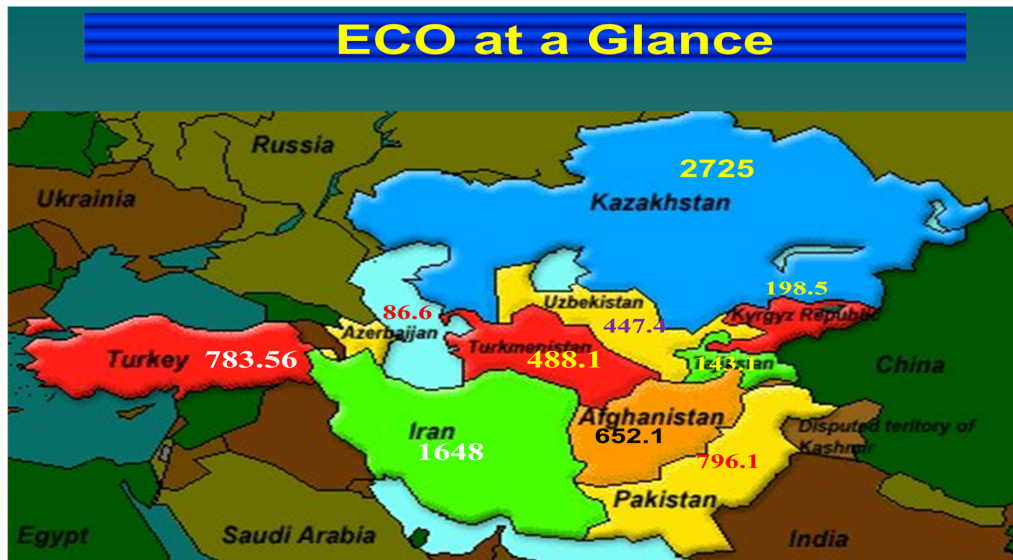 ECO at a Glance
Russia
2725
Ukrainia
Kazakhstan
198.5
Uzbekistan
86.6
Kyrgyz Republic
447.4
Azerbaijan
Turkmenistan
Turkey 783.56
488.1
143.1
China
Afghanistan
Iran
652.1
Disputed teritory of
Kashmir
1648
796.1
Pakistan
Egypt
Saudi Arabia
India